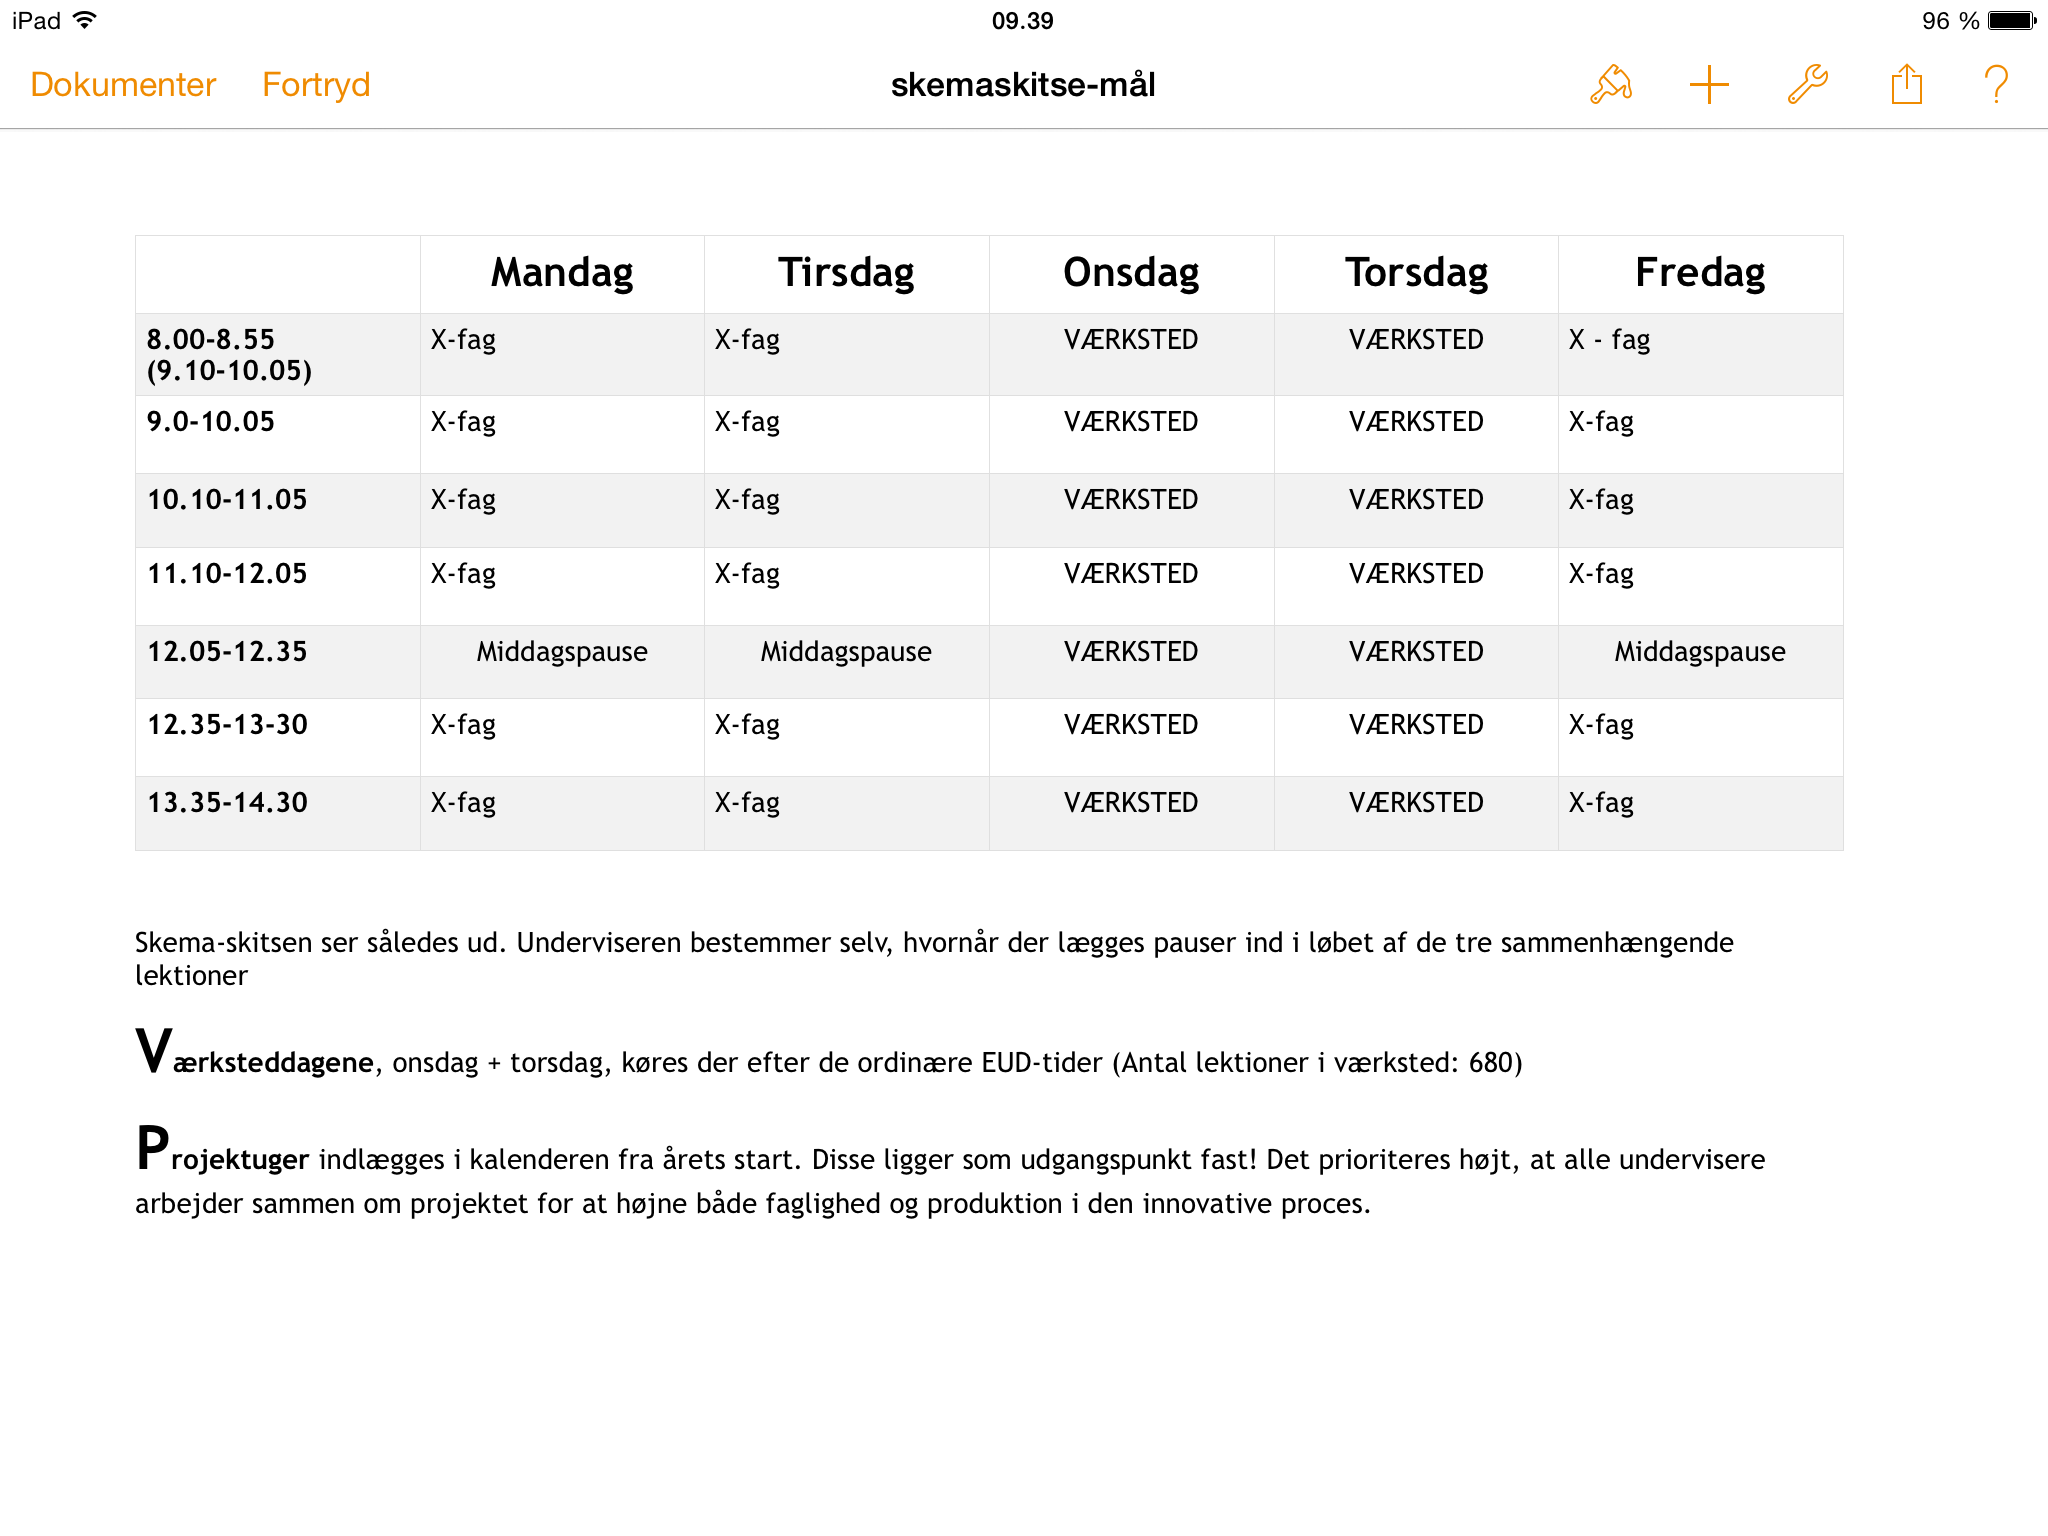 iPad 09.39 96 %
Dokumenter Fortryd skemaskitse-mål ?
Mandag Tirsdag Onsdag Torsdag Fredag
8.00-8.55 X-fag X-fag VÆRKSTED VÆRKSTED X - fag
(9.10-10.05)
9.0-10.05 X-fag X-fag VÆRKSTED VÆRKSTED X-fag
10.10-11.05 X-fag X-fag VÆRKSTED VÆRKSTED X-fag
11.10-12.05 X-fag X-fag VÆRKSTED VÆRKSTED X-fag
12.05-12.35 Middagspause Middagspause VÆRKSTED VÆRKSTED Middagspause
12.35-13-30 X-fag X-fag VÆRKSTED VÆRKSTED X-fag
13.35-14.30 X-fag X-fag VÆRKSTED VÆRKSTED X-fag
Skema-skitsen ser således ud. Underviseren bestemmer selv, hvornår der lægges pauser ind i løbet af de tre sammenhængende
lektioner
Værksteddagene, onsdag + torsdag, køres der efter de ordinære EUD-tider (Antal lektioner i værksted: 680)
Projektuger indlægges i kalenderen fra årets start. Disse ligger som udgangspunkt fast! Det prioriteres højt, at alle undervisere
arbejder sammen om projektet for at højne både faglighed og produktion i den innovative proces.